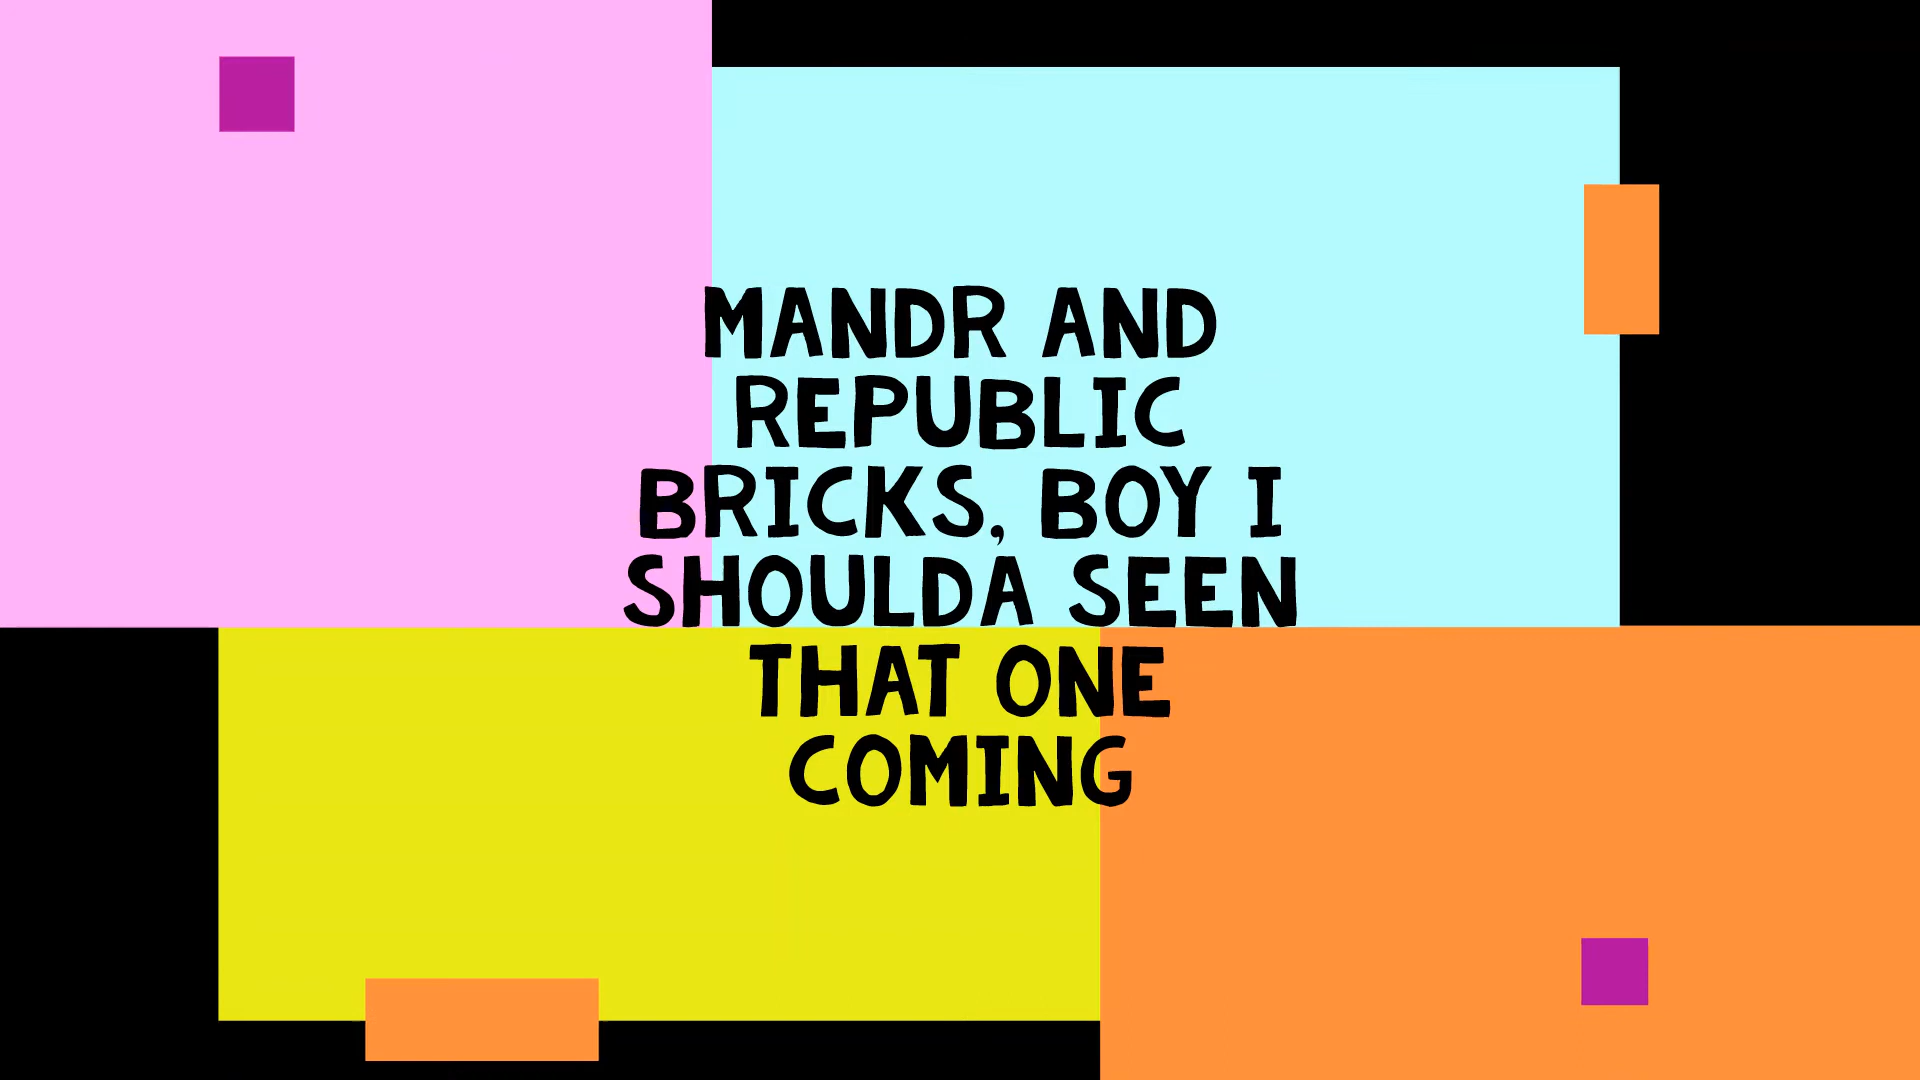 MANDR AND
REPUBLIC
BRICKS, BOY I
SHOULDA SEEN
THAT ONE
COMING